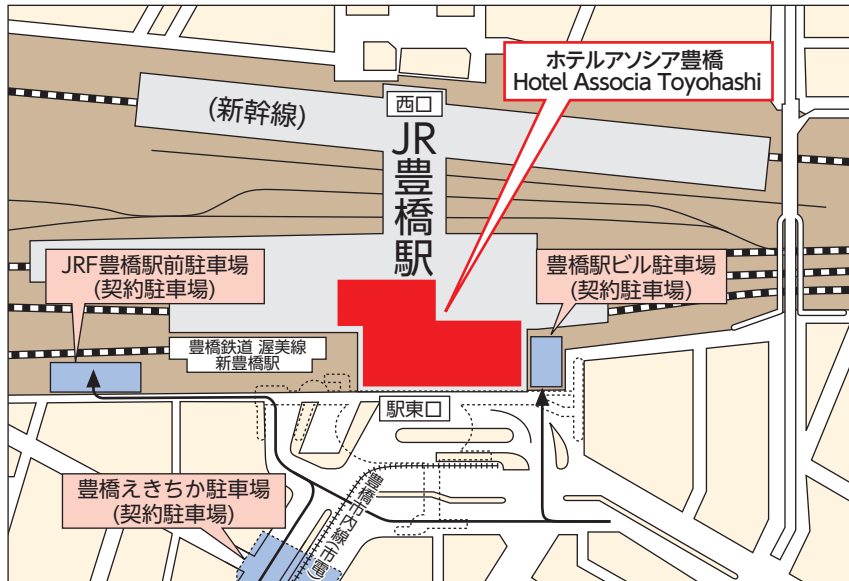 ホテルアソシア豊橋
Hotel Associa Toyohashi
(新幹線)
西口
JR豊橋駅
JRF豊橋駅前駐車場
(契約駐車場)
豊橋駅ビル駐車場
(契約駐車場)
豊橋鉄道 渥美線
新豊橋駅
駅東口
豊橋えきちか駐車場
(契約駐車場)
豊橋市内線(市電)